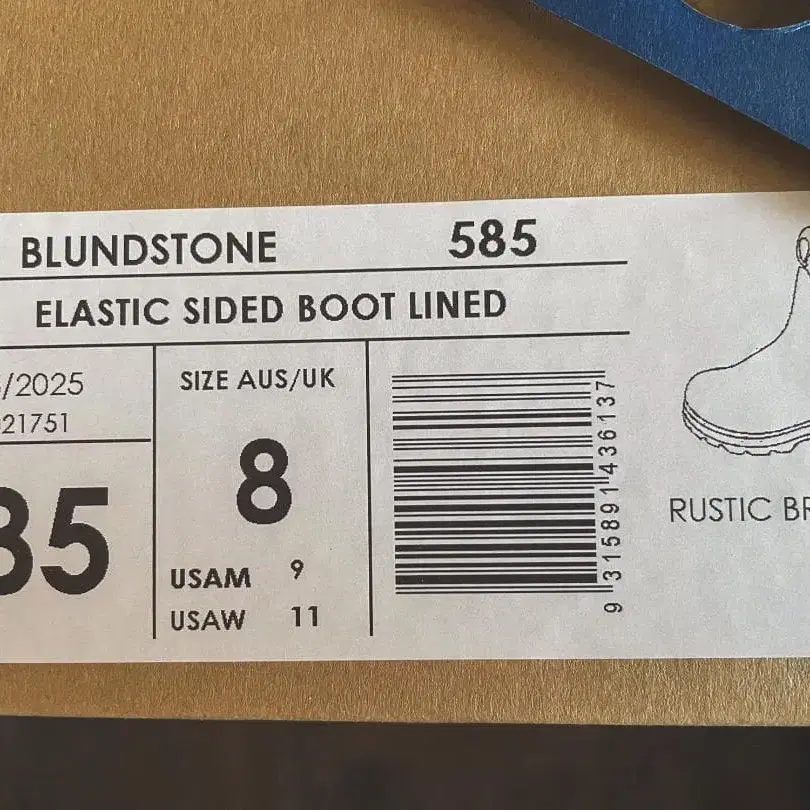 BLUNDSTONE 585
ELASTIC SIDED BOOT LINED
/2025
21751
85
SIZE AUS/UK
8
USAM 9
USAW 11
9 315891 436137
RUSTIC BR